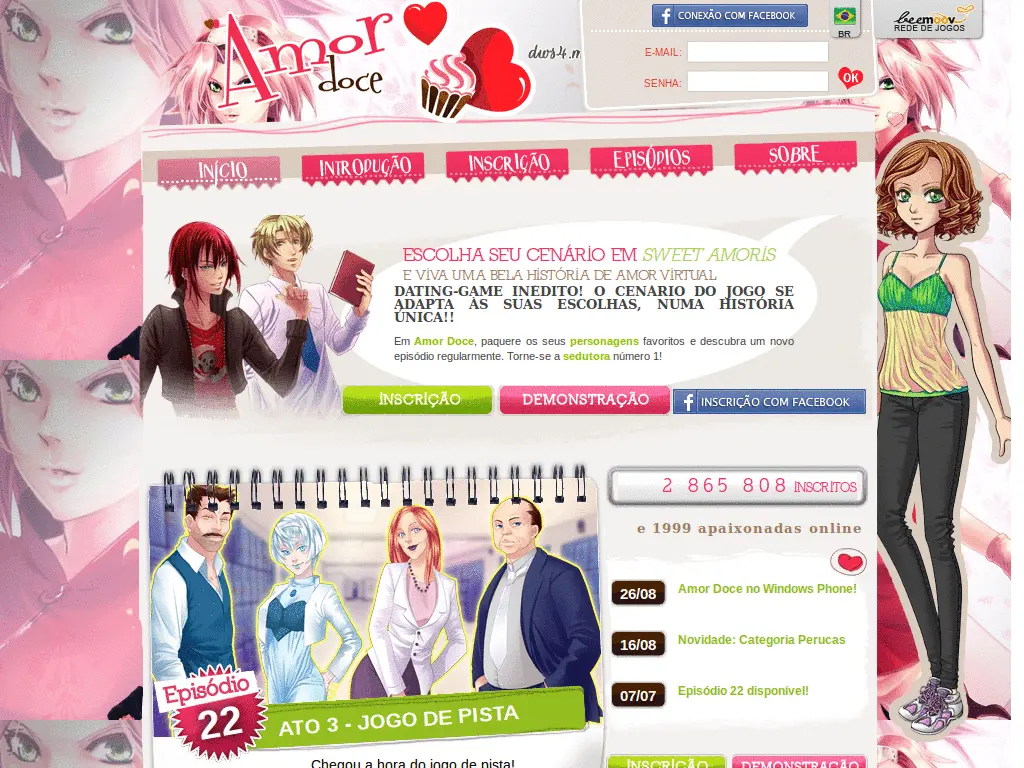 Amor
doce
dws4.m
CONEXÃO COM FACEBOOK
BR
beemoov
REDE DE JOGOS
E-MAIL:
SENHA:
OK
INÍCIO
INTRODUÇÃO
INSCRIÇÃO
EPISÓDIOS
SOBRE
ESCOLHA SEU CENÁRIO EM SWEET AMORIS
E VIVA UMA BELA HISTÓRIA DE AMOR VIRTUAL
DATING-GAME INEDITO! O CENARIO DO JOGO SE
ADAPTA ÀS SUAS ESCOLHAS, NUMA HISTÓRIA
ÚNICA!!
Em Amor Doce, paquere os seus personagens favoritos e descubra um novo
episódio regularmente. Torne-se a sedutora número 1!
INSCRIÇÃO
DEMONSTRAÇÃO
INSCRIÇÃO COM FACEBOOK
2 865 808 INSCRITOS
e 1999 apaixonadas online
26/08 Amor Doce no Windows Phone!
16/08 Novidade: Categoria Perucas
07/07 Episódio 22 disponivel!
Episódio
22
ATO 3 - JOGO DE PISTA
Chegou a hora do jogo de pista!
INSCRIÇÃO
DEMONSTRAÇÃO